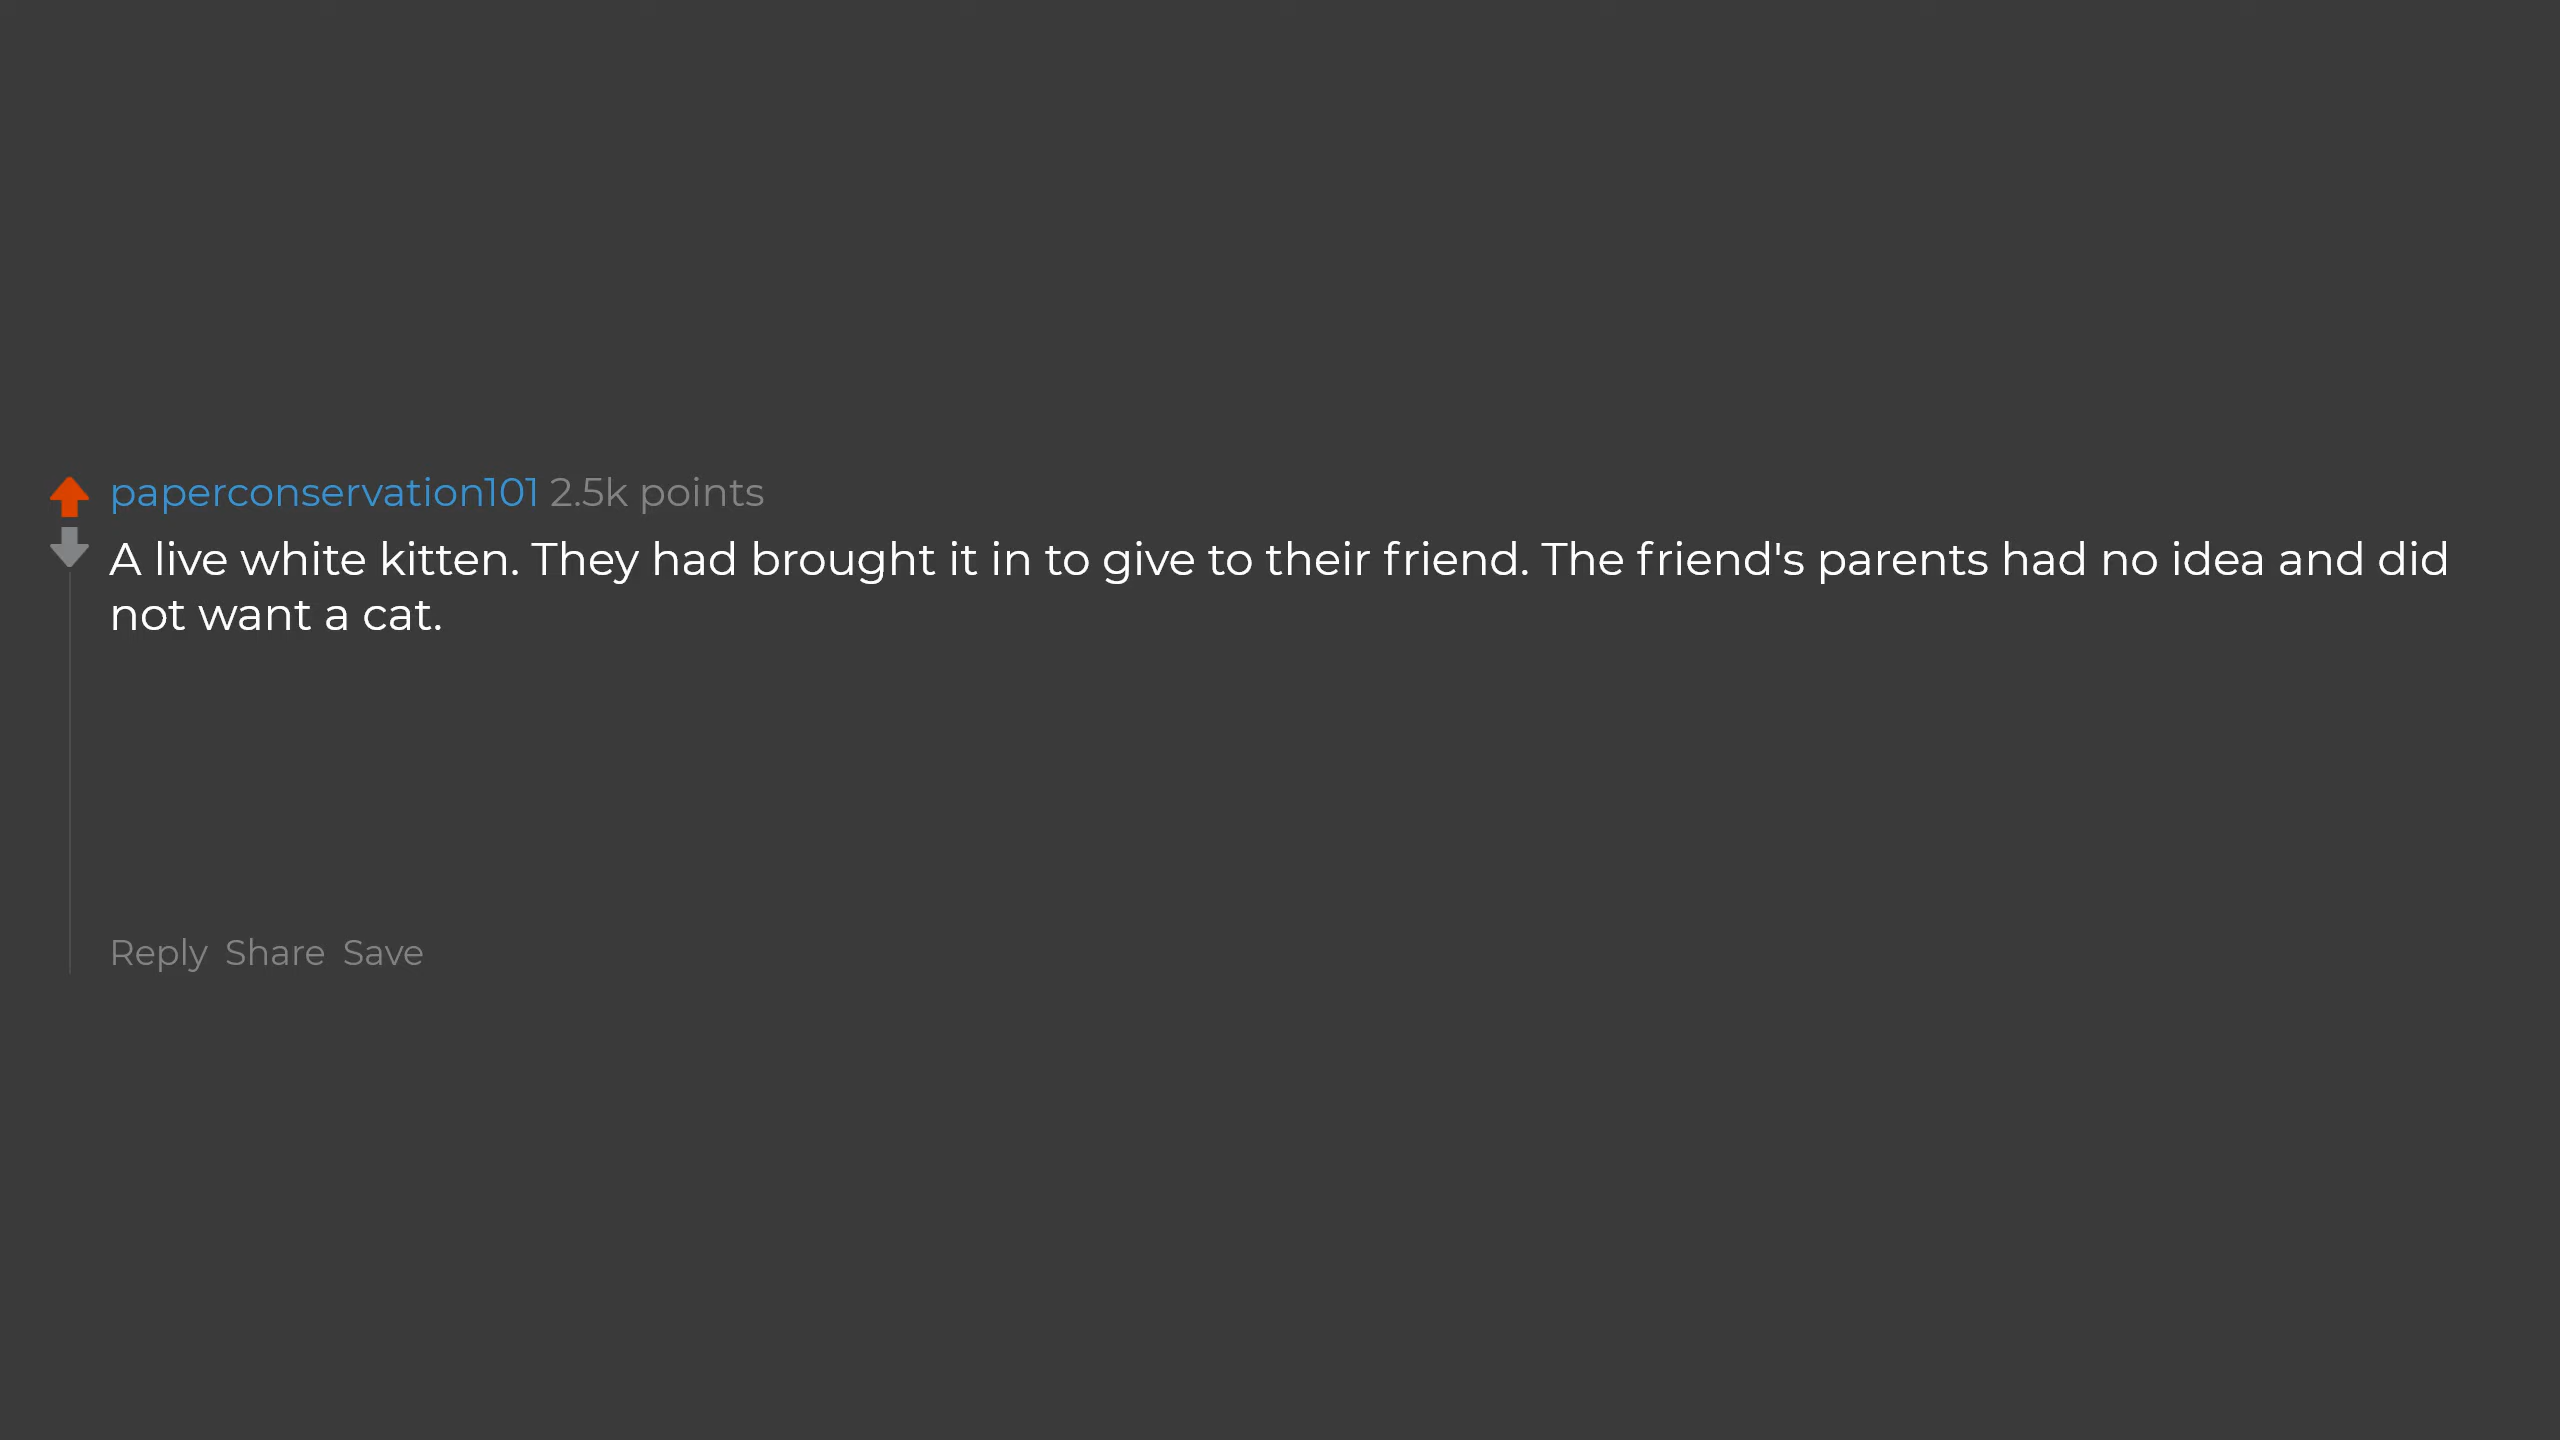 paperconservation101 2.5k points
A live white kitten. They had brought it in to give to their friend. The friend's parents had no idea and did
not want a cat.
Reply Share Save